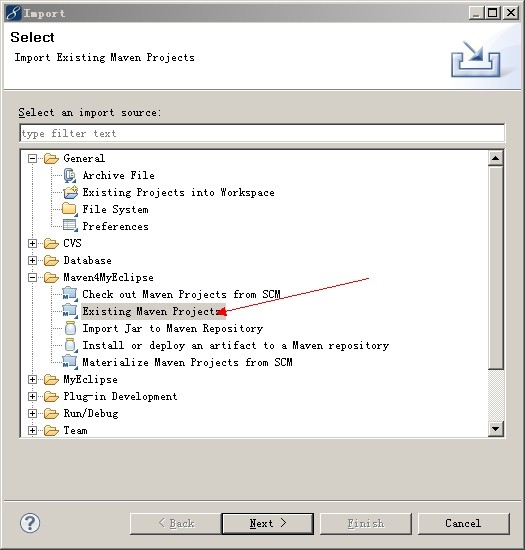 Import
Select
Import Existing Maven Projects
Select an import source:
type filter text
General
Archive File
Existing Projects into Workspace
File System
Preferences
CVS
Database
Maven4MyEclipse
Check out Maven Projects from SCM
Existing Maven Projects
Import Jar to Maven Repository
Install or deploy an artifact to a Maven repository
Materialize Maven Projects from SCM
MyEclipse
Plug-in Development
Run/Debug
Team
< Back
Next >
Finish
Cancel